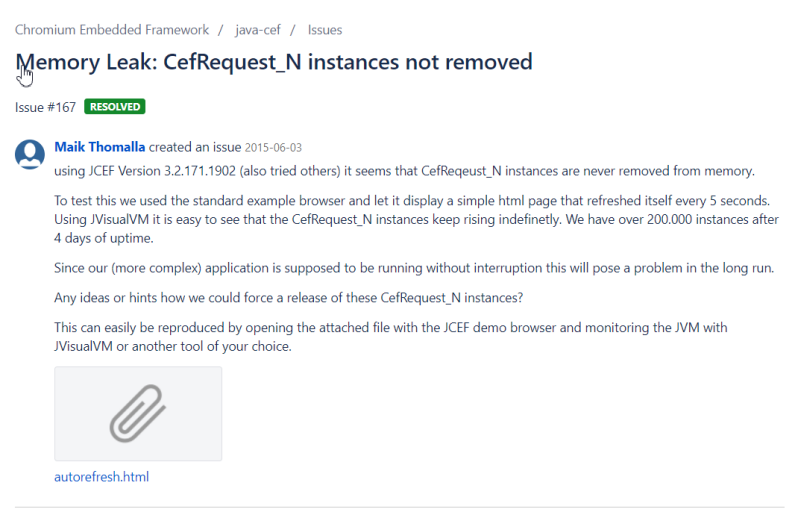 Chromium Embedded Framework / java-cef / Issues
Memory Leak: CefRequest_N instances not removed
Issue #167 RESOLVED
Maik Thomalla created an issue 2015-06-03
using JCEF Version 3.2.171.1902 (also tried others) it seems that CefReqeust_N instances are never removed from memory.
To test this we used the standard example browser and let it display a simple html page that refreshed itself every 5 seconds.
Using JVisualVM it is easy to see that the CefRequest_N instances keep rising indefinetly. We have over 200.000 instances after
4 days of uptime.
Since our (more complex) application is supposed to be running without interruption this will pose a problem in the long run.
Any ideas or hints how we could force a release of these CefRequest_N instances?
This can easily be reproduced by opening the attached file with the JCEF demo browser and monitoring the JVM with
JVisualVM or another tool of your choice.
autorefresh.html